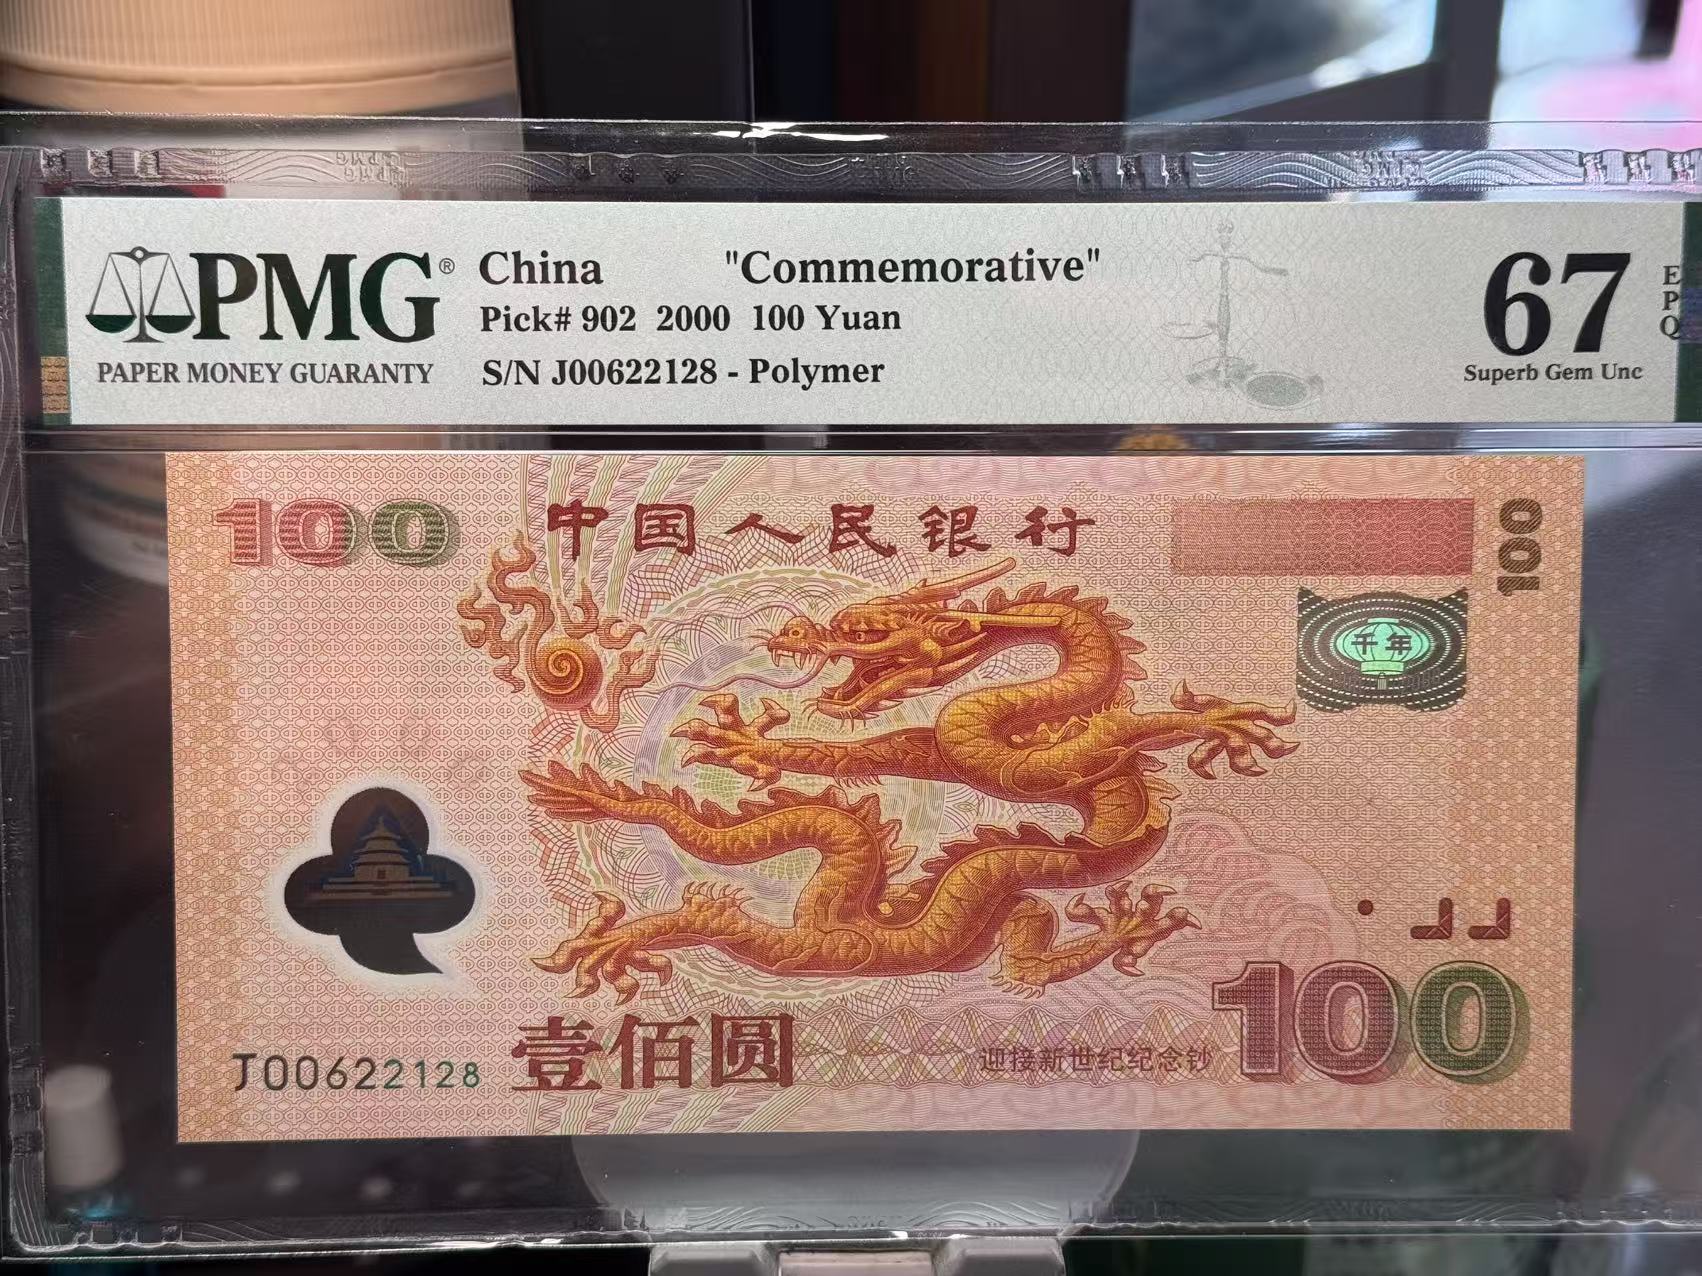 PMG® China "Commemorative" 67 EPQ
Pick# 902 2000 100 Yuan
PAPER MONEY GUARANTY S/N J00622128 - Polymer Superb Gem Unc
100 中国人民银行 100
千年
J00622128 壹佰圆 迎接新世纪纪念钞 100